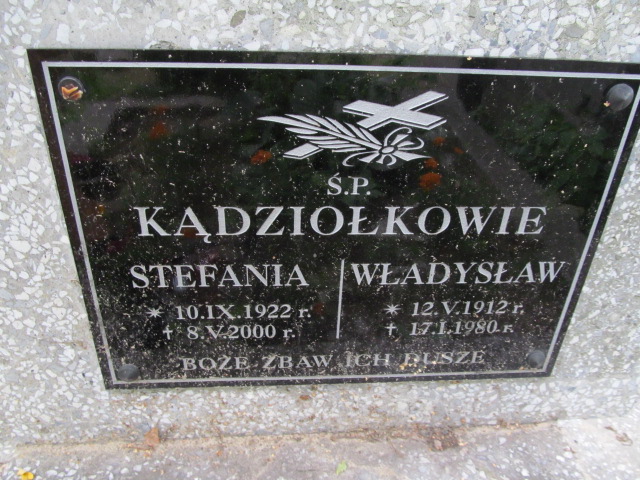 Ś.P.
KĄDZIOŁKOWIE
STEFANIA
* 10.IX.1922 r.
† 8.V.2000 r.
WŁADYSŁAW
* 12.V.1912 r.
† 17.I.1980 r.
BOŻE ZBAW ICH DUSZE